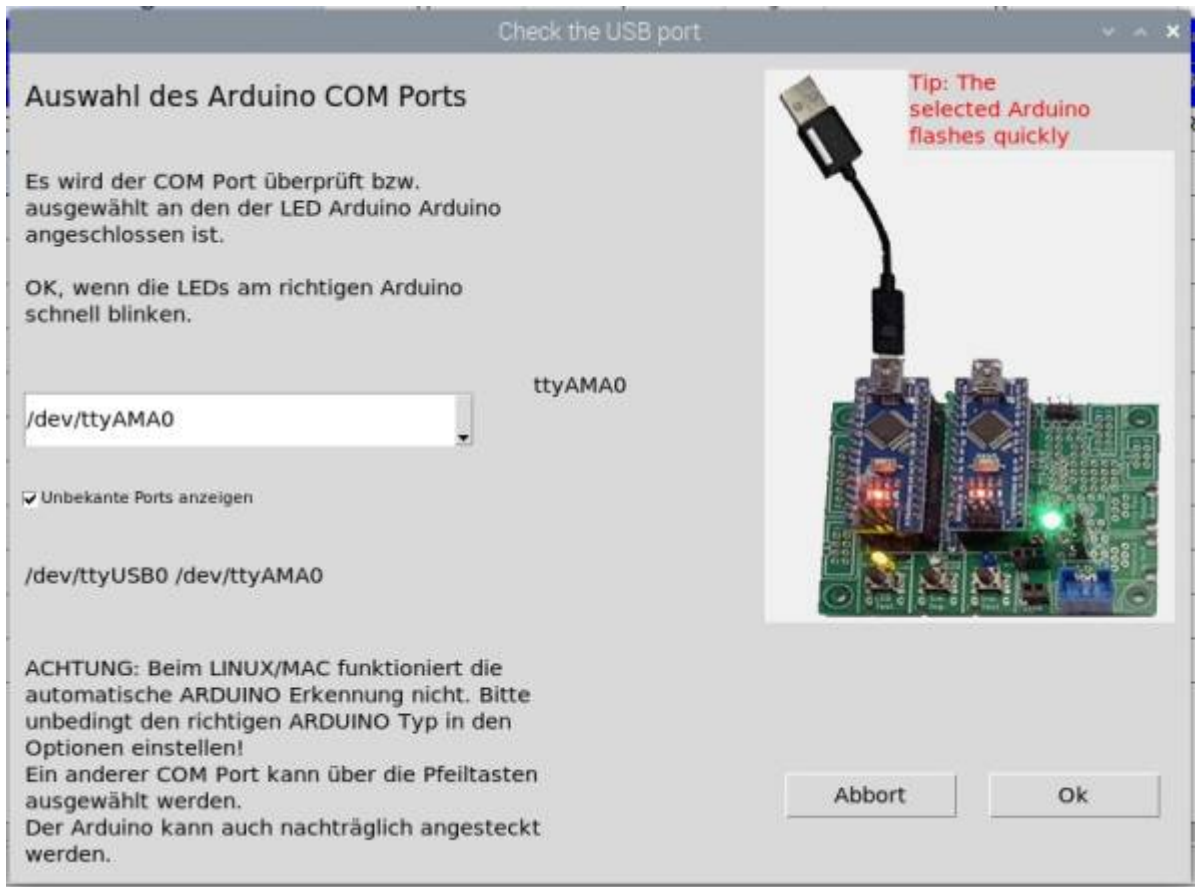 Check the USB port
Auswahl des Arduino COM Ports
Tip: The
selected Arduino
flashes quickly
Es wird der COM Port überprüft bzw.
ausgewählt an den der LED Arduino Arduino
angeschlossen ist.
OK, wenn die LEDs am richtigen Arduino
schnell blinken.
ttyAMA0
/dev/ttyAMA0
Unbekante Ports anzeigen
/dev/ttyUSB0 /dev/ttyAMA0
ACHTUNG: Beim LINUX/MAC funktioniert die
automatische ARDUINO Erkennung nicht. Bitte
unbedingt den richtigen ARDUINO Typ in den
Optionen einstellen!
Ein anderer COM Port kann über die Pfeiltasten
ausgewählt werden.
Der Arduino kann auch nachträglich angesteckt
werden.
Abbort
Ok